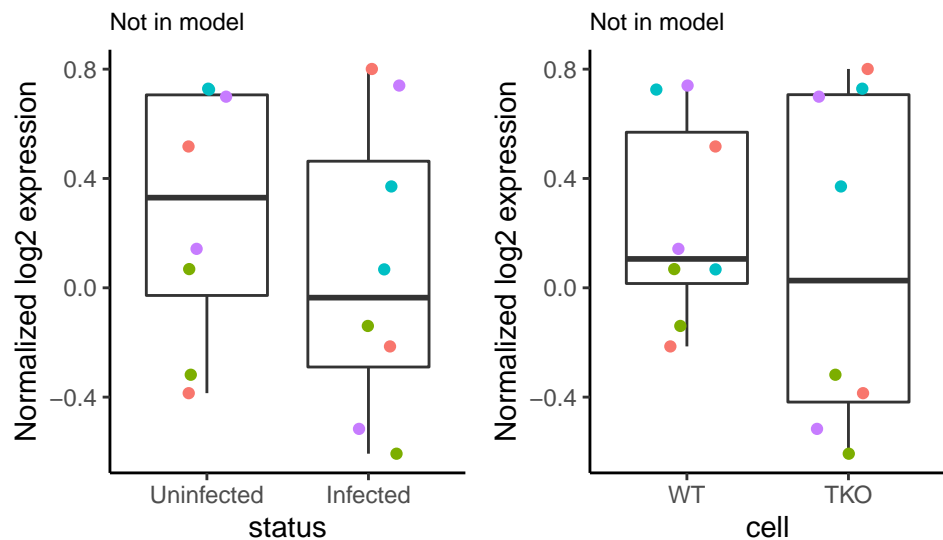 Not in model
Normalized log2 expression
0.8
0.4
0.0
−0.4
Uninfected
Infected
status
Not in model
Normalized log2 expression
0.8
0.4
0.0
−0.4
WT
TKO
cell